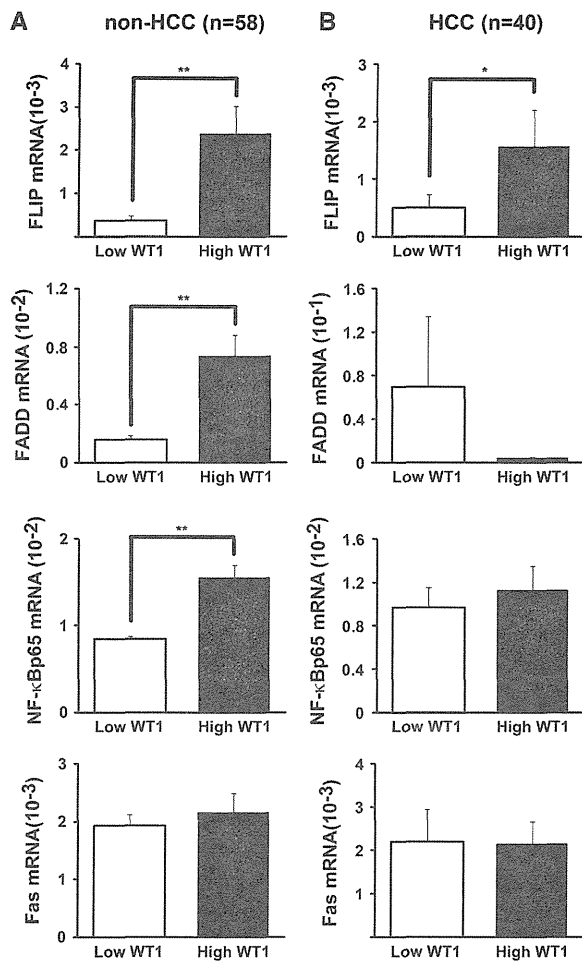 A non-HCC (n=58) B HCC (n=40)
FLIP mRNA(10-3)
4
3
2
1
**
Low WT1 High WT1
FLIP mRNA(10-3)
2
1.5
1
.5
*
Low WT1 High WT1
FADD mRNA (10-2)
1.2
0.8
0.4
0
**
Low WT1 High WT1
FADD mRNA (10-1)
1.6
1.2
0.8
0.4
0
Low WT1 High WT1
NF-κBp65 mRNA (10-2)
2
1
0
**
Low WT1 High WT1
NF-κBp65 mRNA (10-2)
1.6
1.2
0.8
0.4
0
Low WT1 High WT1
Fas mRNA(10-3)
3
2
1
0
Low WT1 High WT1
Fas mRNA(10-3)
4
3
2
1
Low WT1 High WT1